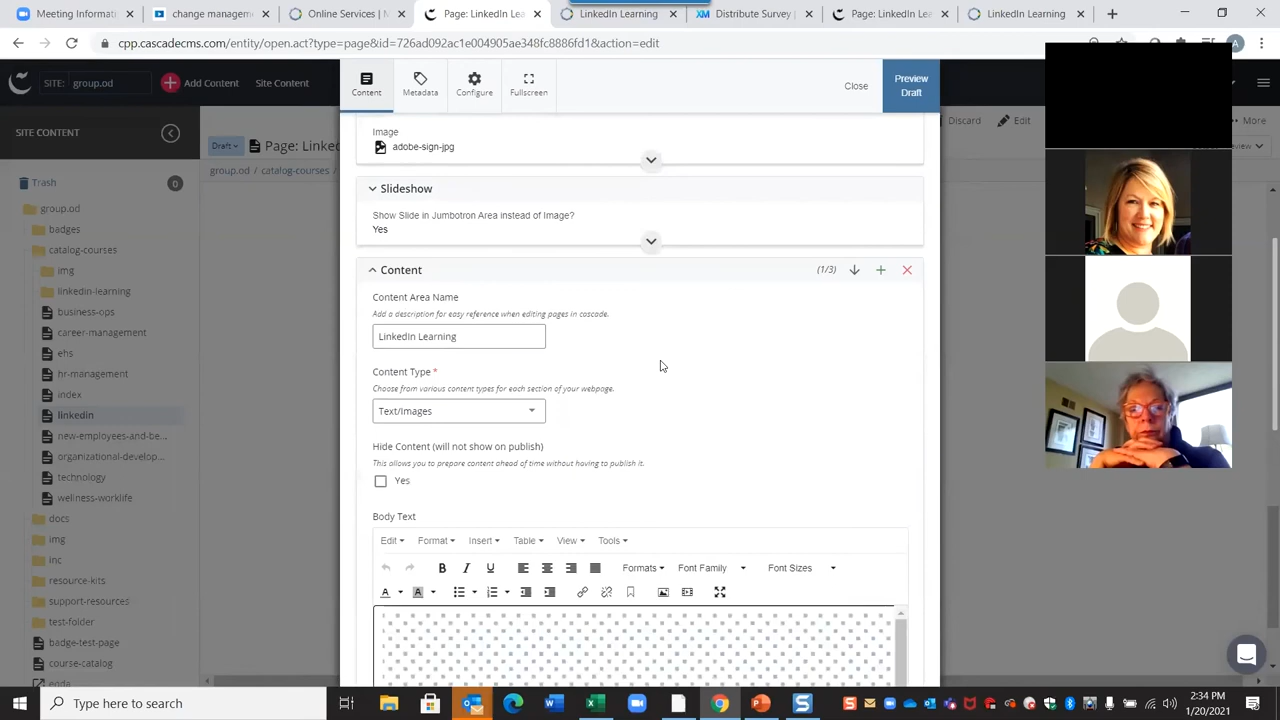 Meeting Informati
change managem
Online Services | N
Page: LinkedIn Lea
LinkedIn Learning
Distribute Survey |
Page: LinkedIn Lea
LinkedIn Learning
cpp.cascadecms.com/entity/open.act?type=page&id=726ad092ac1e004905ae348fc8886fd1&action=edit
SITE: group.od
Add Content
Site Content
Content
Metadata
Configure
Fullscreen
Close
Preview
Draft
SITE CONTENT
Draft
Page: Linked
Discard
Edit
More
review
group.od / catalog-courses /
Trash
0
group.od
badges
catalog-courses
img
linkedin-learning
business-ops
career-management
ehs
hr-management
index
linkedin
new-employees-and-be...
organizational-develop...
technology
wellness-worklife
docs
img
inc
resource-kits
support-resources
test-folder
badge-test-page
course-catalog
Image
adobe-sign-jpg
Slideshow
Show Slide in Jumbotron Area instead of Image?
Yes
Content
(1/3)
Content Area Name
Add a description for easy reference when editing pages in cascade.
LinkedIn Learning
Content Type *
Choose from various content types for each section of your webpage.
Text/Images
Hide Content (will not show on publish)
This allows you to prepare content ahead of time without having to publish it.
Yes
Body Text
Edit Format Insert Table View Tools
B I U Formats Font Family Font Sizes
A A
Type here to search
2:34 PM
1/20/2021